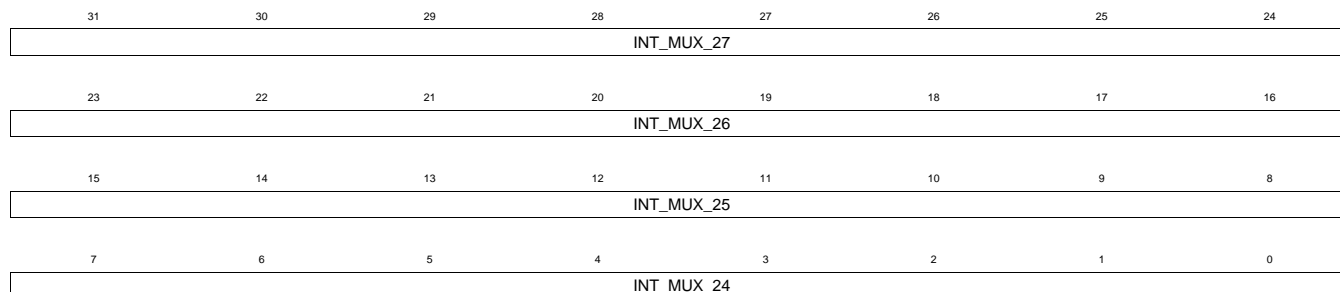 31 30 29 28 27 26 25 24
INT_MUX_27
23 22 21 20 19 18 17 16
INT_MUX_26
15 14 13 12 11 10 9 8
INT_MUX_25
7 6 5 4 3 2 1 0
INT_MUX_24